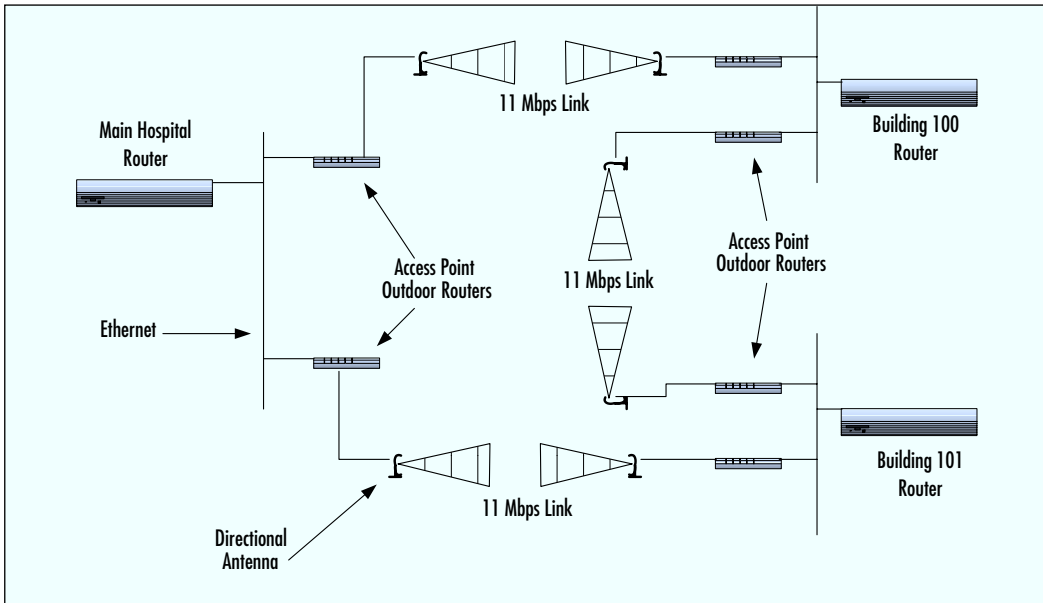 11 Mbps Link
Main Hospital
Router
Building 100
Router
Access Point
Outdoor Routers
Access Point
Outdoor Routers
11 Mbps Link
Ethernet
Building 101
Router
11 Mbps Link
Directional
Antenna